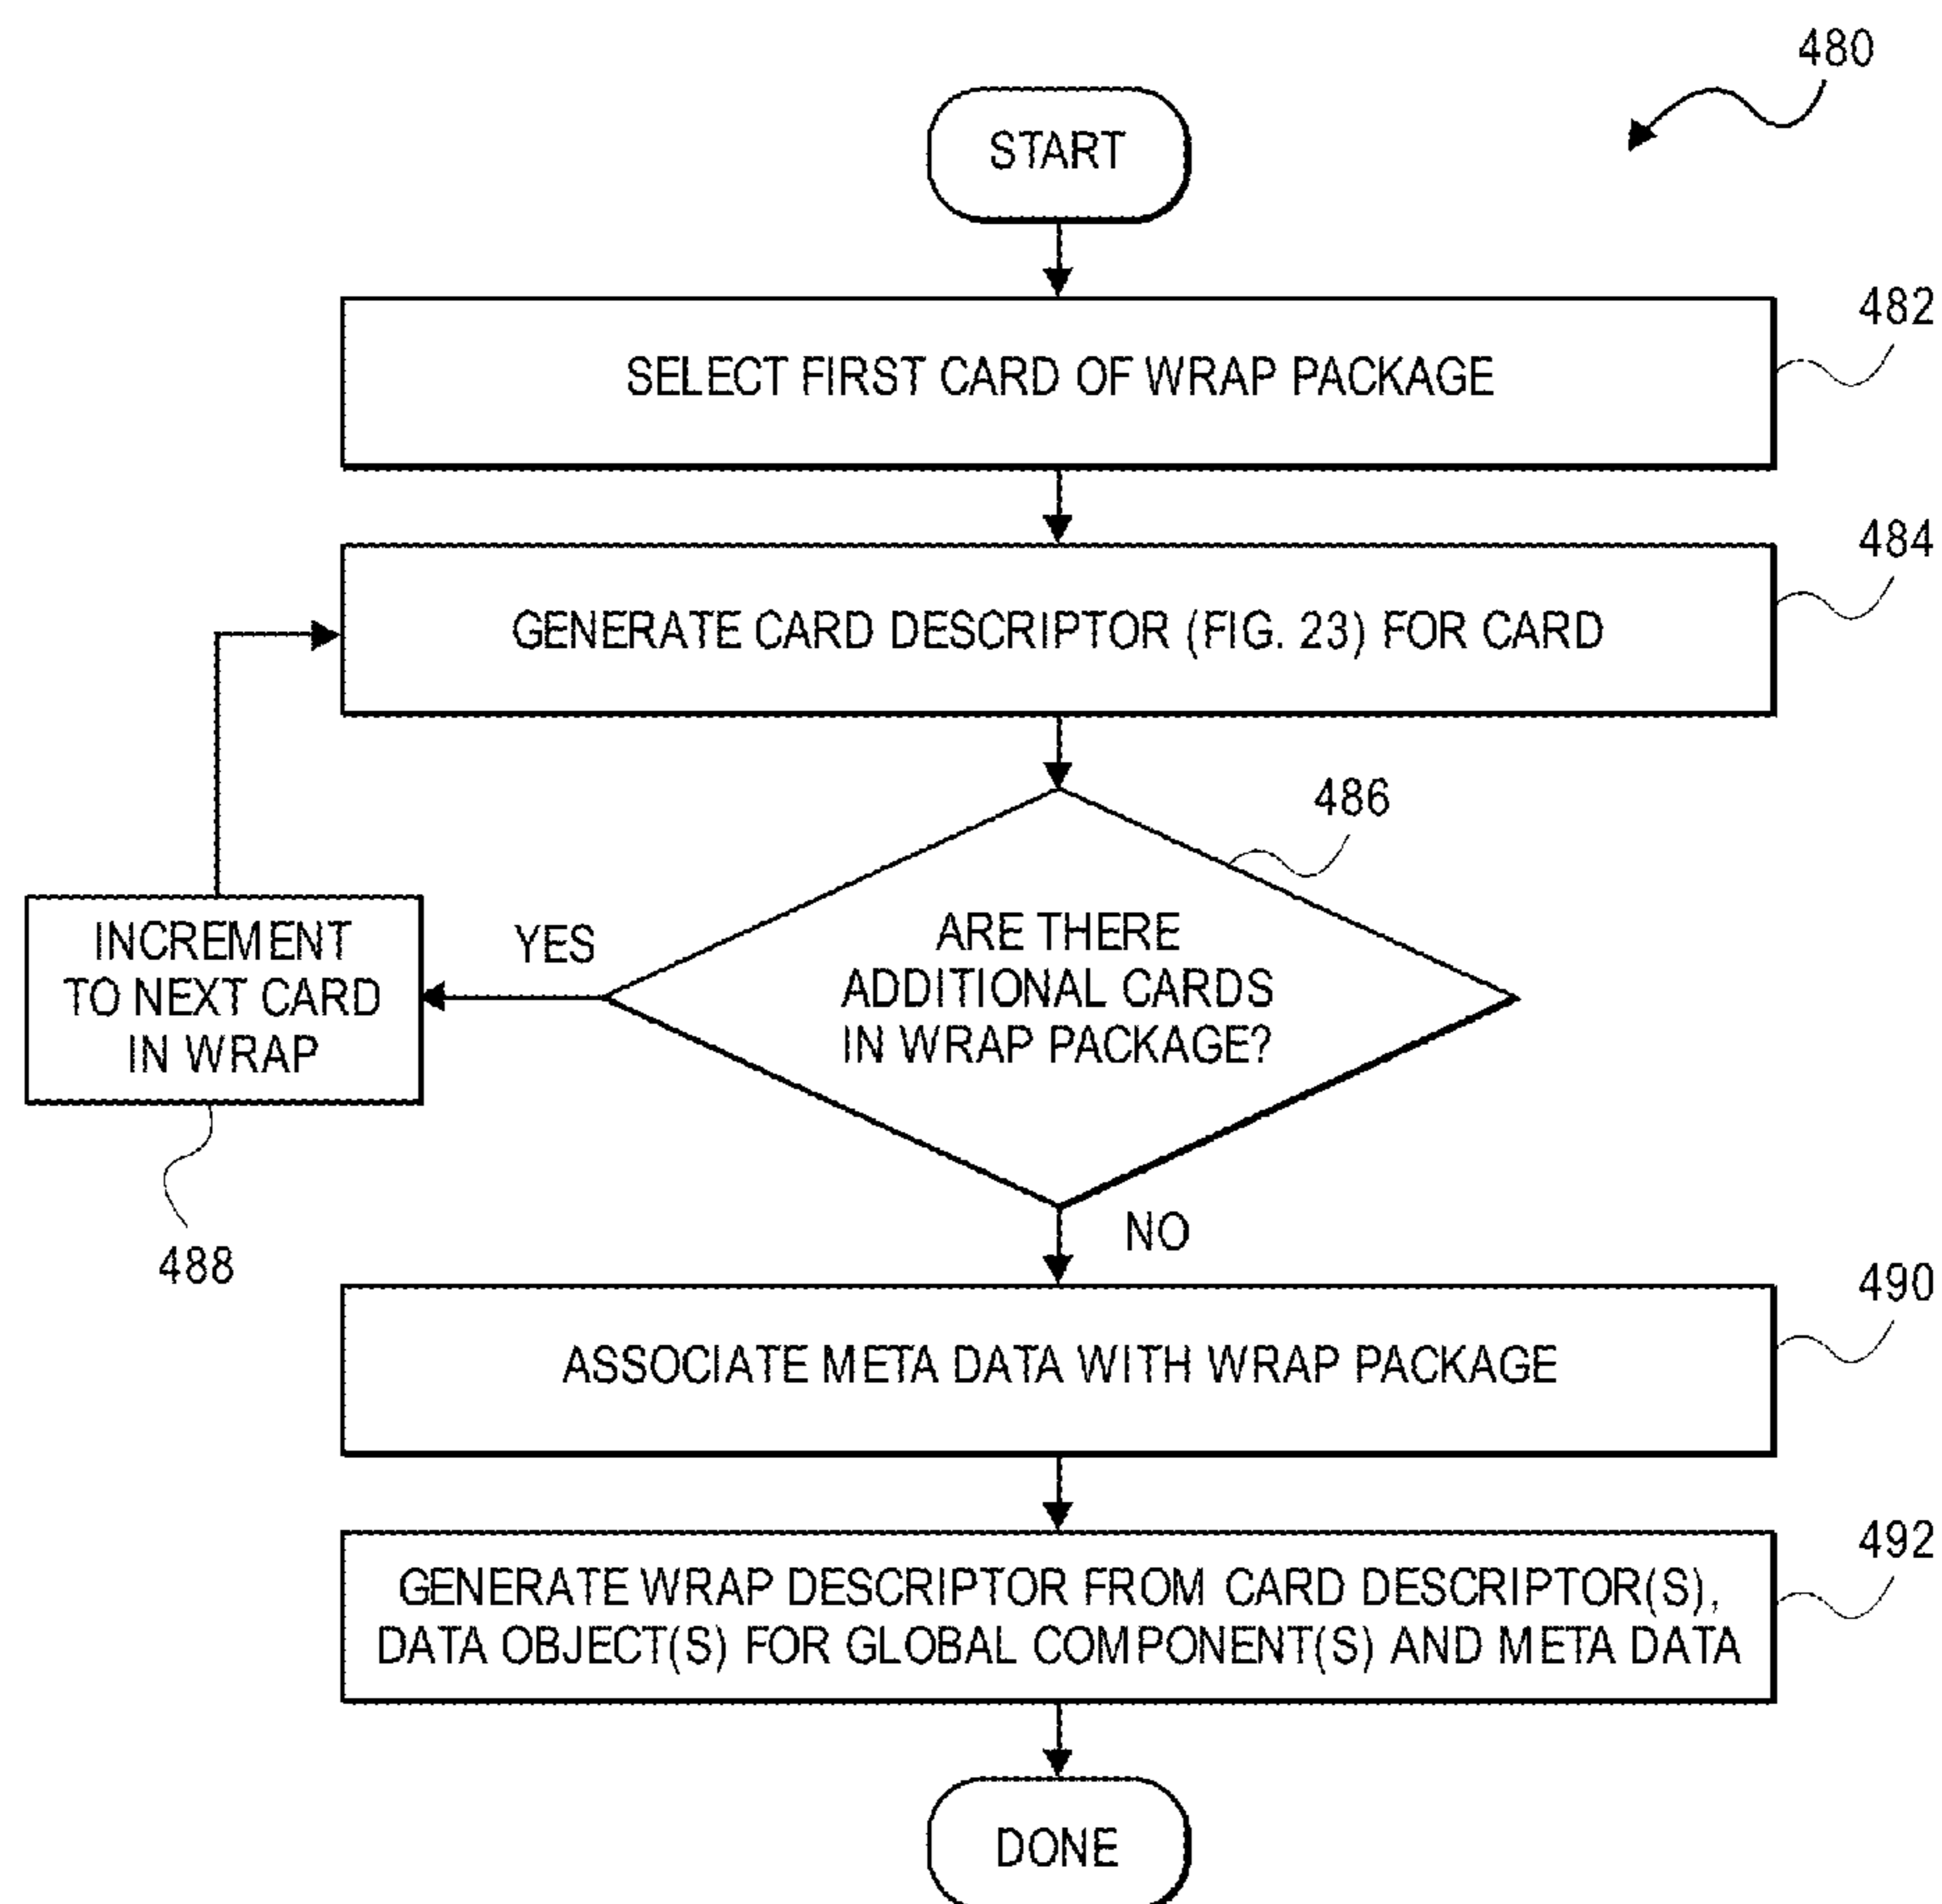 480
START
482
SELECT FIRST CARD OF WRAP PACKAGE
484
GENERATE CARD DESCRIPTOR (FIG. 23) FOR CARD
486
ARE THERE
ADDITIONAL CARDS
IN WRAP PACKAGE?
YES
INCREMENT
TO NEXT CARD
IN WRAP
488
NO
490
ASSOCIATE META DATA WITH WRAP PACKAGE
492
GENERATE WRAP DESCRIPTOR FROM CARD DESCRIPTOR(S),
DATA OBJECT(S) FOR GLOBAL COMPONENT(S) AND META DATA
DONE